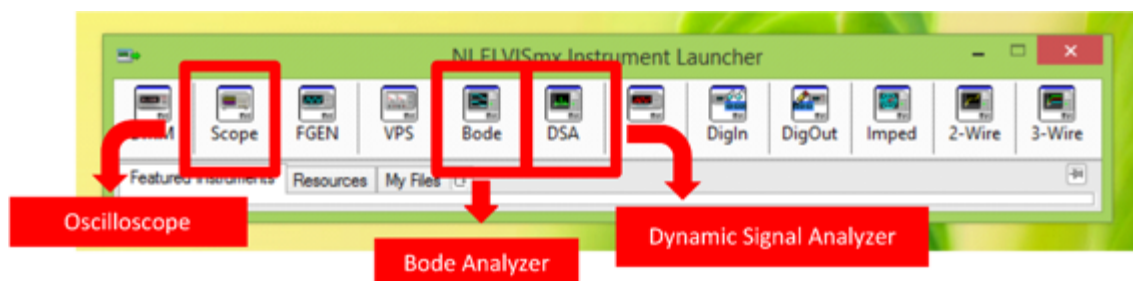 NI ELVISmx Instrument Launcher
Scope FGEN VPS Bode DSA DigIn DigOut Imped 2-Wire 3-Wire
Featured Instruments Resources My Files
Oscilloscope
Dynamic Signal Analyzer
Bode Analyzer